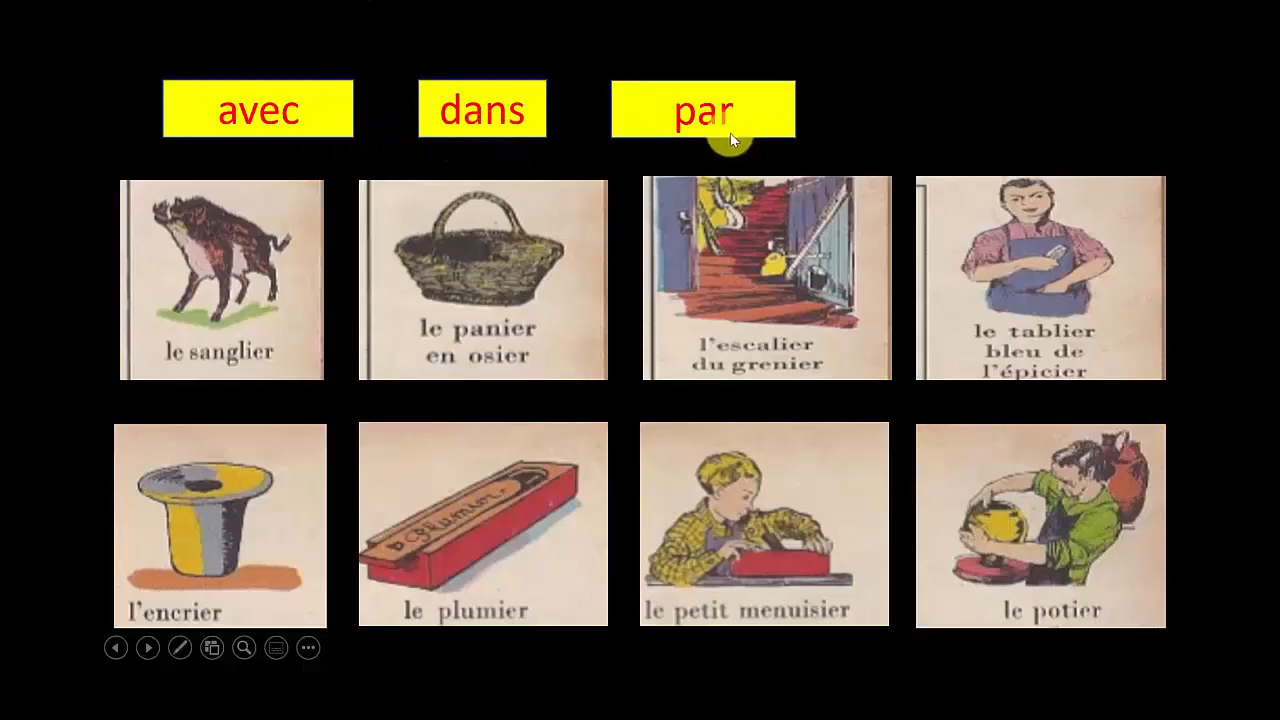 avec
dans
par
le sanglier
le panier
en osier
l'escalier
du grenier
le tablier
bleu de
l'épicier
l'encrier
Plumier
le plumier
le petit menuisier
le potier